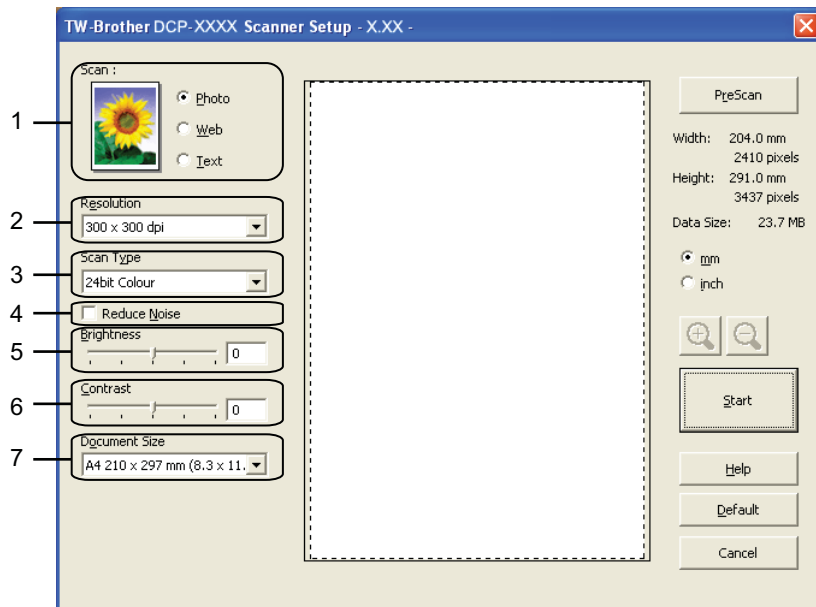 TW-Brother DCP-XXXX Scanner Setup - X.XX -
1
Scan :
Photo
Web
Text
2
Resolution
300 x 300 dpi
3
Scan Type
24bit Colour
4
Reduce Noise
5
Brightness
0
6
Contrast
0
7
Document Size
A4 210 x 297 mm (8.3 x 11.
PreScan
Width: 204.0 mm
2410 pixels
Height: 291.0 mm
3437 pixels
Data Size: 23.7 MB
mm
inch
Start
Help
Default
Cancel